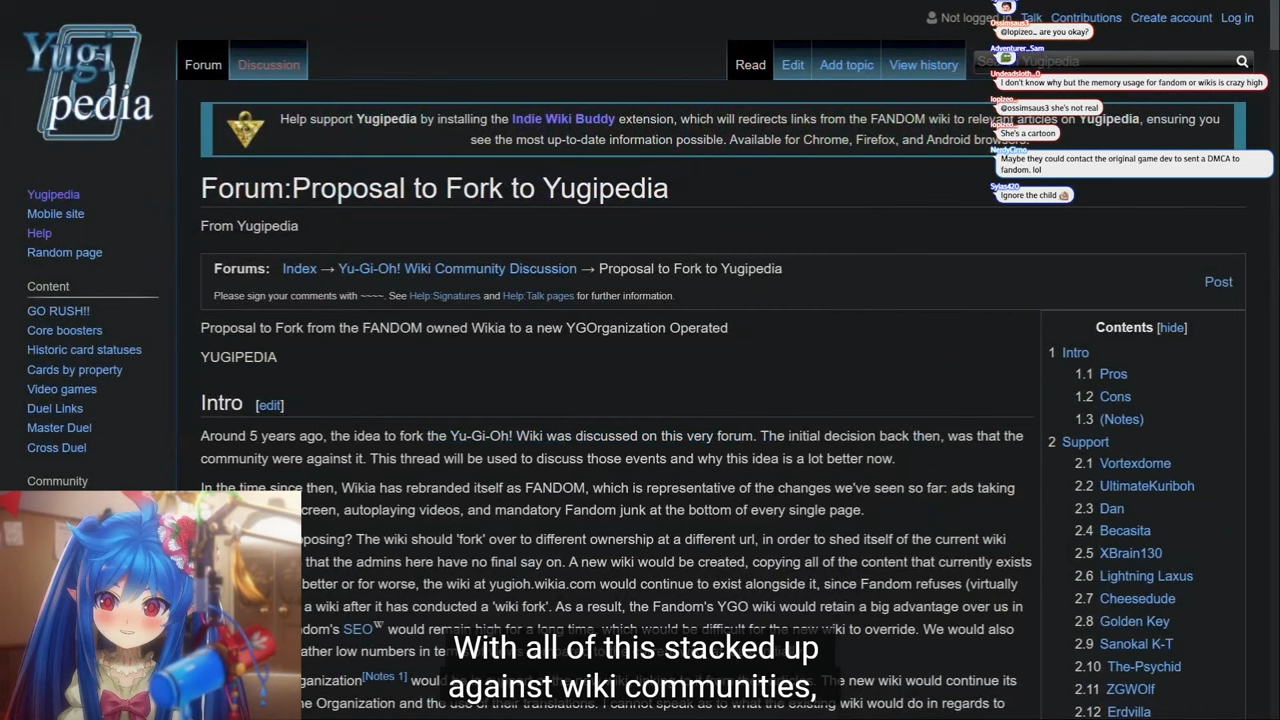 Yugi
pedia
Not logged in Talk Contributions Create account Log in
Ossimsaus3
@lopizeo_ are you okay?
Adventurer_Sam
Undeadsloth_0
I don't know why but the memory usage for fandom or wikis is crazy high
lopizeo_
@ossimsaus3 she's not real
lopizeo_
She's a cartoon
NerdyCirno_
Maybe they could contact the original game dev to sent a DMCA to
fandom. lol
Sylas420_
Ignore the child
Forum Discussion
Read Edit Add topic View history
Yugipedia
Help support Yugipedia by installing the Indie Wiki Buddy extension, which will redirects links from the FANDOM wiki to relevant articles on Yugipedia, ensuring you
see the most up-to-date information possible. Available for Chrome, Firefox, and Android browsers.
Forum:Proposal to Fork to Yugipedia
From Yugipedia
Forums: Index → Yu-Gi-Oh! Wiki Community Discussion → Proposal to Fork to Yugipedia
Please sign your comments with ~~~~. See Help:Signatures and Help:Talk pages for further information.
Post
Yugipedia
Mobile site
Help
Random page
Content
GO RUSH!!
Core boosters
Historic card statuses
Cards by property
Video games
Duel Links
Master Duel
Cross Duel
Community
Proposal to Fork from the FANDOM owned Wikia to a new YGOrganization Operated
YUGIPEDIA
Intro [edit]
Around 5 years ago, the idea to fork the Yu-Gi-Oh! Wiki was discussed on this very forum. The initial decision back then, was that the
community were against it. This thread will be used to discuss those events and why this idea is a lot better now.
In the time since then, Wikia has rebranded itself as FANDOM, which is representative of the changes we've seen so far: ads taking
creen, autoplaying videos, and mandatory Fandom junk at the bottom of every single page.
posing? The wiki should 'fork' over to different ownership at a different url, in order to shed itself of the current wiki
that the admins here have no final say on. A new wiki would be created, copying all of the content that currently exists
better or for worse, the wiki at yugioh.wikia.com would continue to exist alongside it, since Fandom refuses (virtually
a wiki after it has conducted a 'wiki fork'. As a result, the Fandom's YGO wiki would retain a big advantage over us in
dom's SEO would remain high for a long time, which would be difficult for the new wiki to override. We would also
ather low numbers in
ganization[Notes 1] would new wiki would continue its
e Organization and the use of their translations. I cannot speak as to what the existing wiki would do in regards to
Contents [hide]
1 Intro
1.1 Pros
1.2 Cons
1.3 (Notes)
2 Support
2.1 Vortexdome
2.2 UltimateKuriboh
2.3 Dan
2.4 Becasita
2.5 XBrain130
2.6 Lightning Laxus
2.7 Cheesedude
2.8 Golden Key
2.9 Sanokal K-T
2.10 The-Psychid
2.11 ZGWOlf
2.12 Erdvilla
With all of this stacked up
against wiki communities,